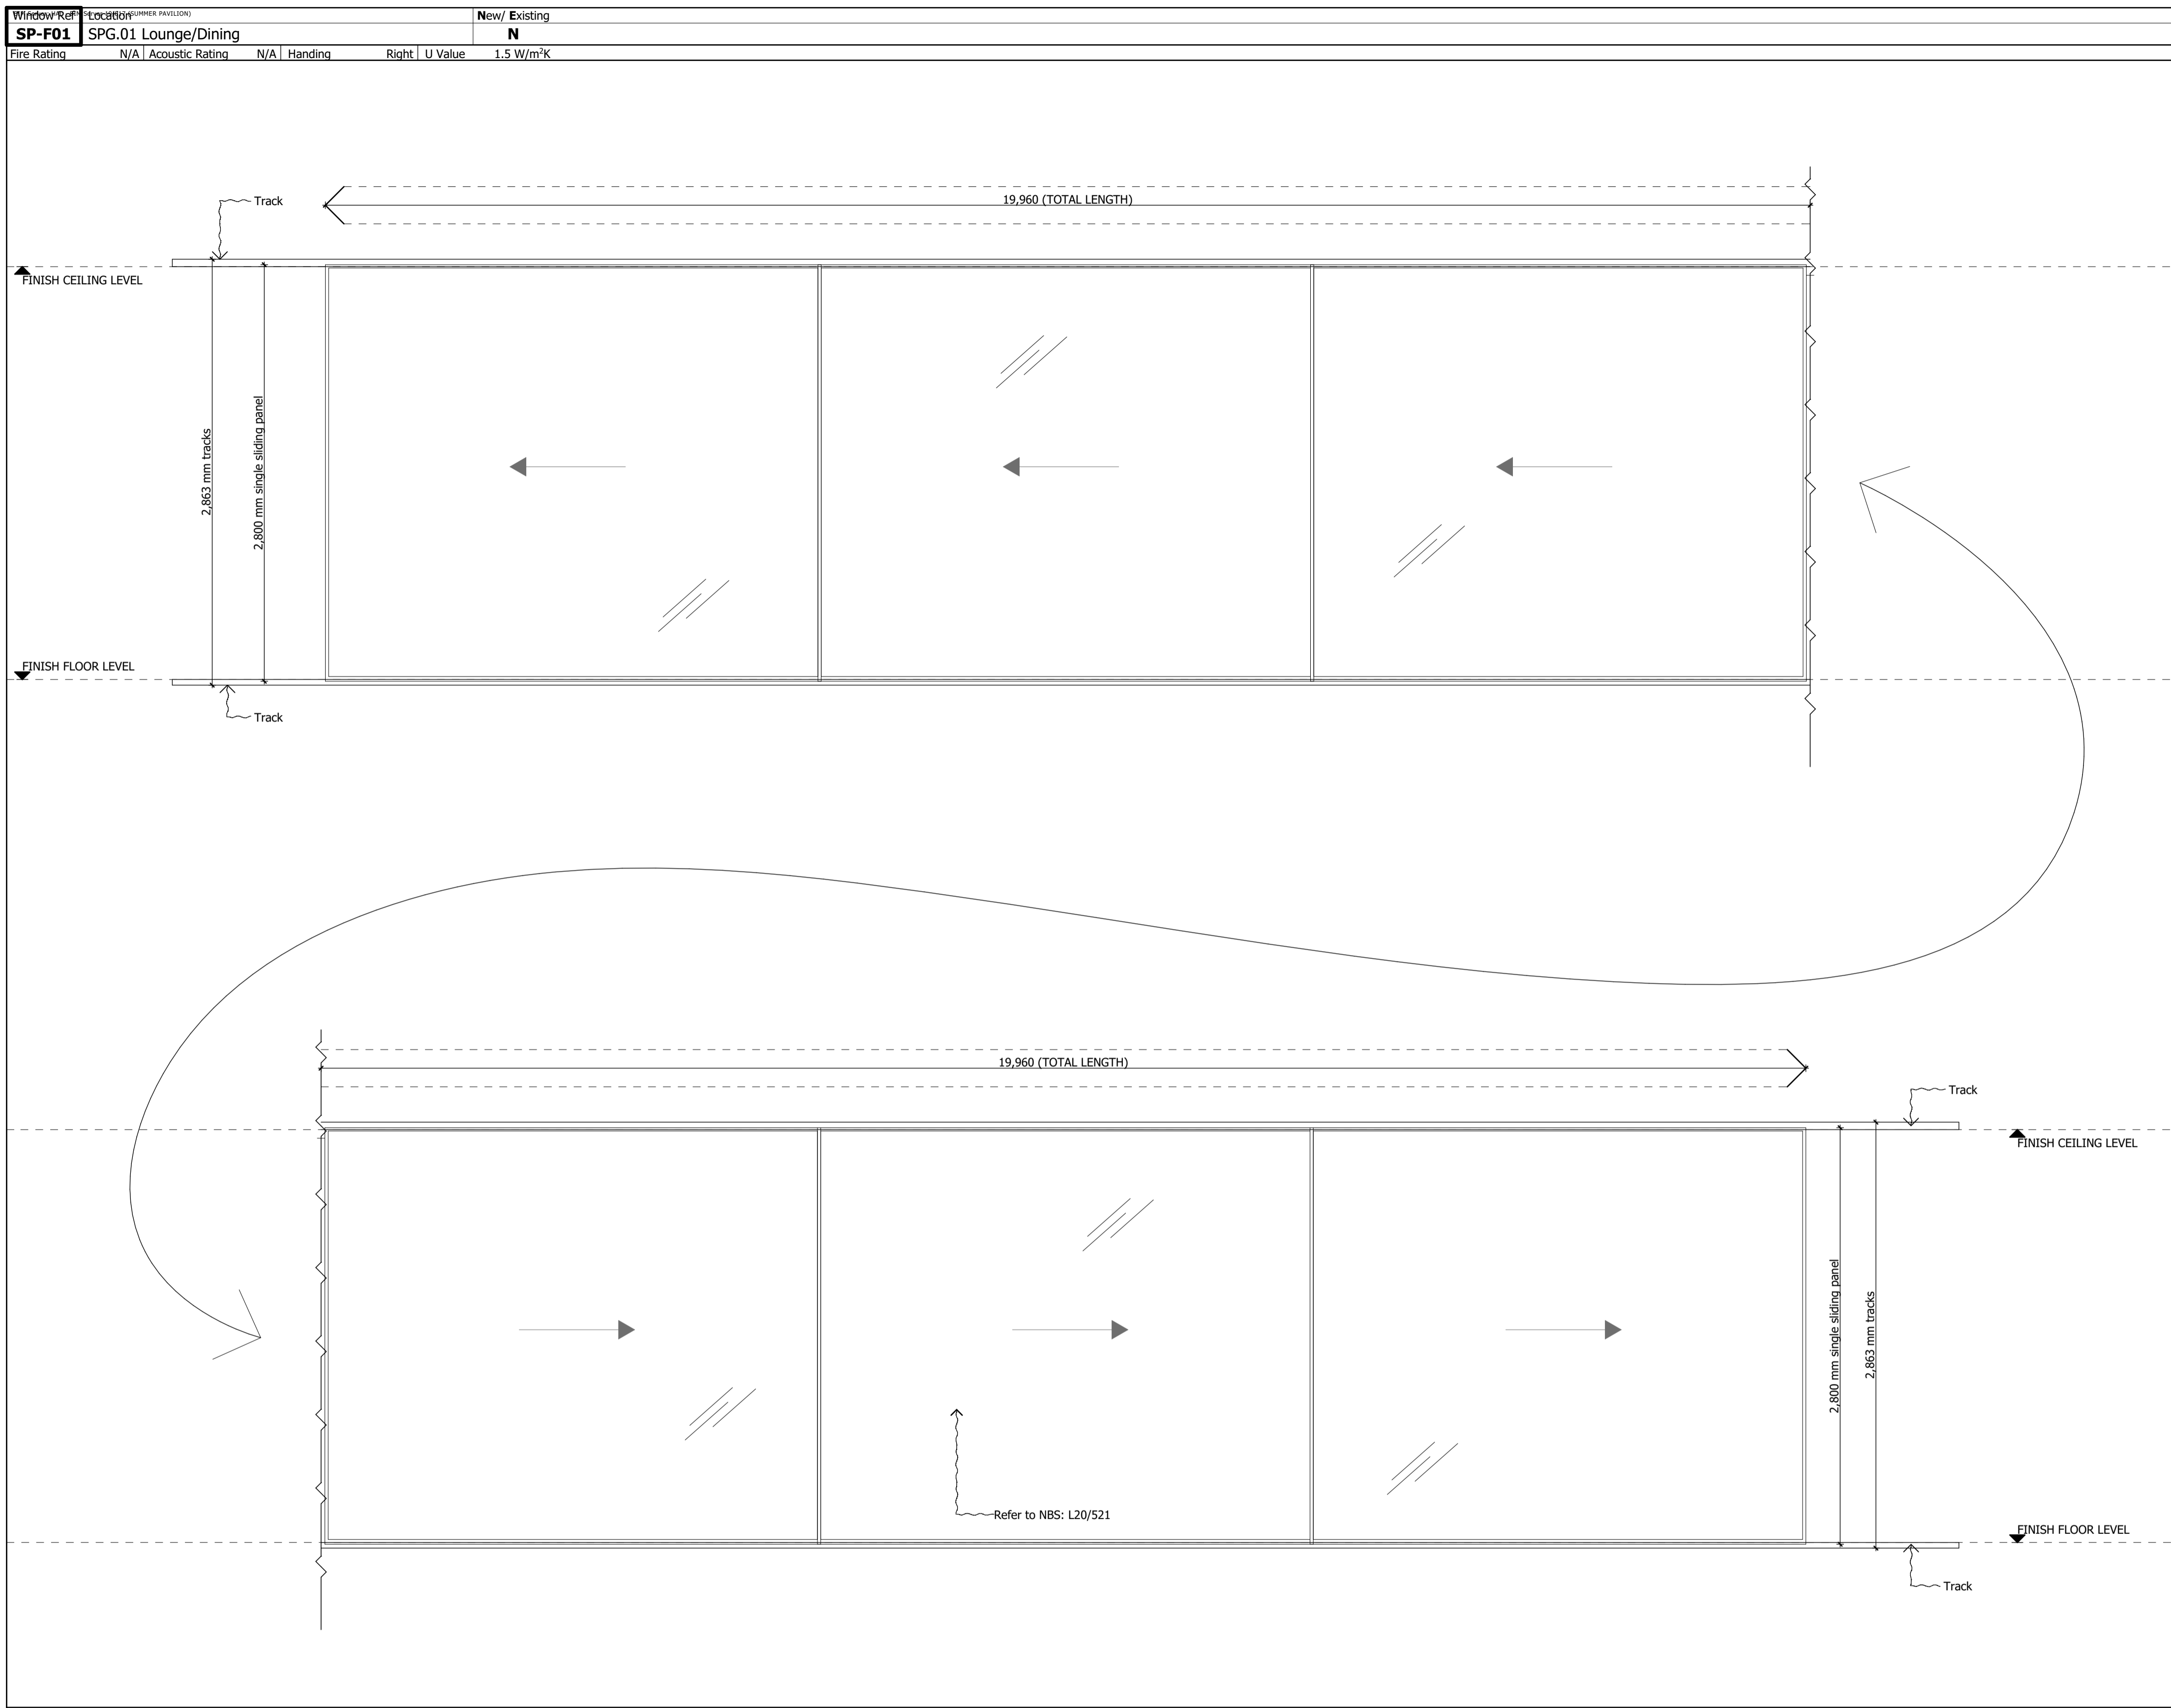 Window Ref Location New/ Existing
(SUMMER PAVILION)
SP-F01 SPG.01 Lounge/Dining N
Fire Rating N/A Acoustic Rating N/A Handing Right U Value 1.5 W/m²K
Track
19,960 (TOTAL LENGTH)
FINISH CEILING LEVEL
2,863 mm tracks
2,800 mm single sliding panel
FINISH FLOOR LEVEL
Track
19,960 (TOTAL LENGTH)
Track
FINISH CEILING LEVEL
2,800 mm single sliding panel
2,863 mm tracks
Refer to NBS: L20/521
FINISH FLOOR LEVEL
Track